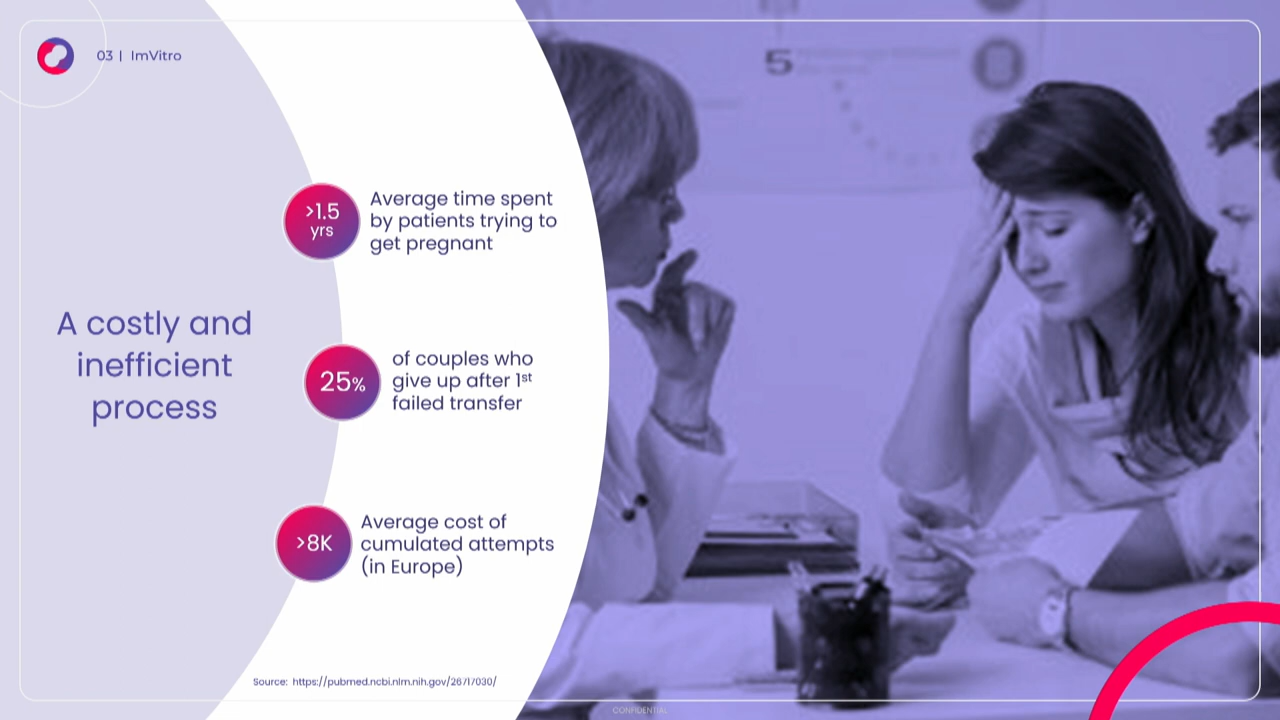 03 | ImVitro
5
>1.5
yrs
Average time spent
by patients trying to
get pregnant
A costly and
inefficient
process
25%
of couples who
give up after 1st
failed transfer
>8K
Average cost of
cumulated attempts
(in Europe)
Source: https://pubmed.ncbi.nlm.nih.gov/26717030/
CONFIDENTIAL